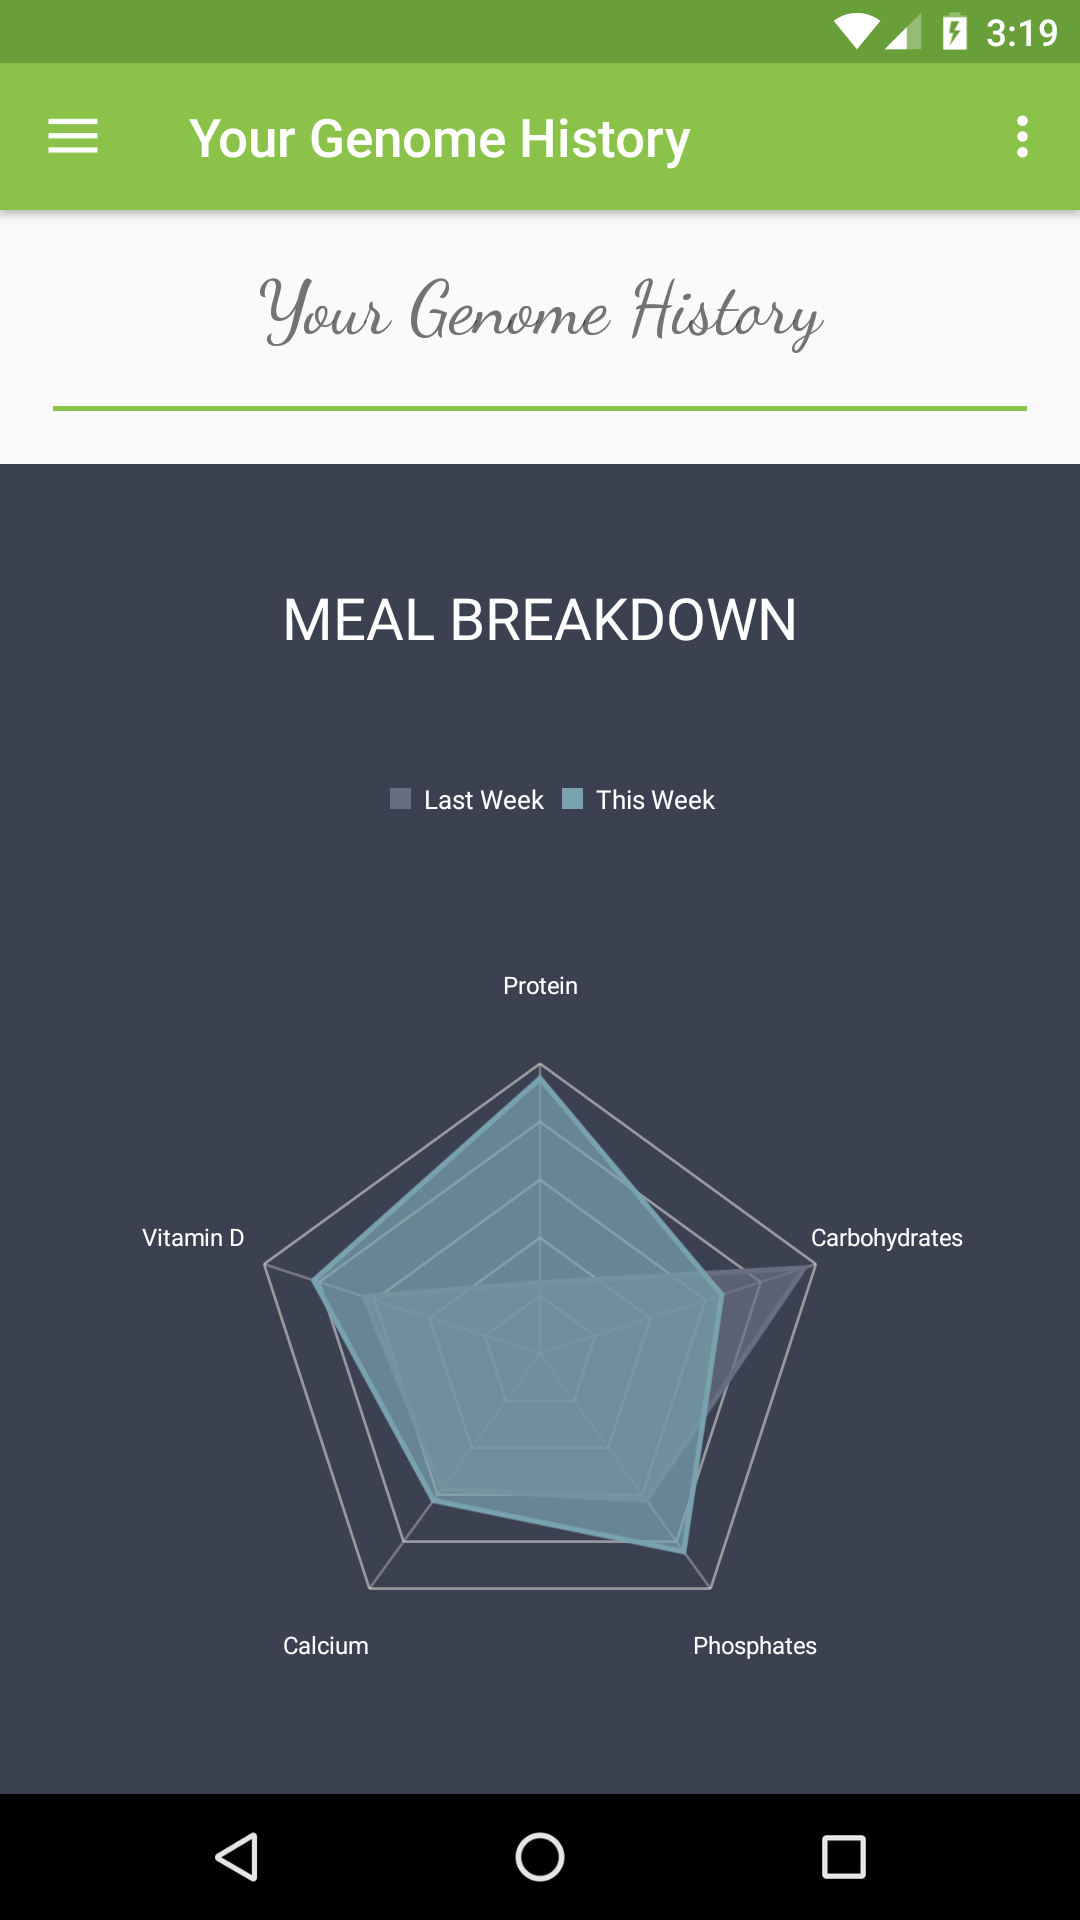 3:19
Your Genome History
Your Genome History
MEAL BREAKDOWN
Last Week This Week
Protein
Vitamin D Carbohydrates
Calcium Phosphates